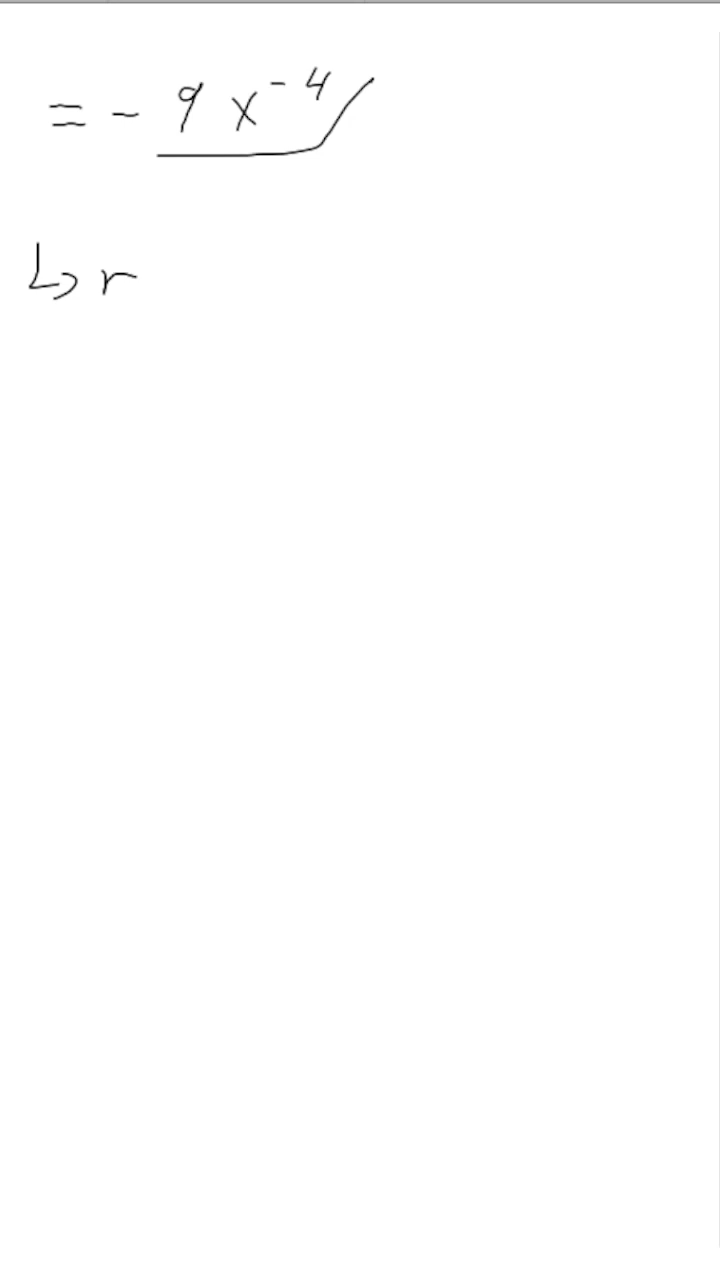 = - 9 x⁻⁴
↳ r